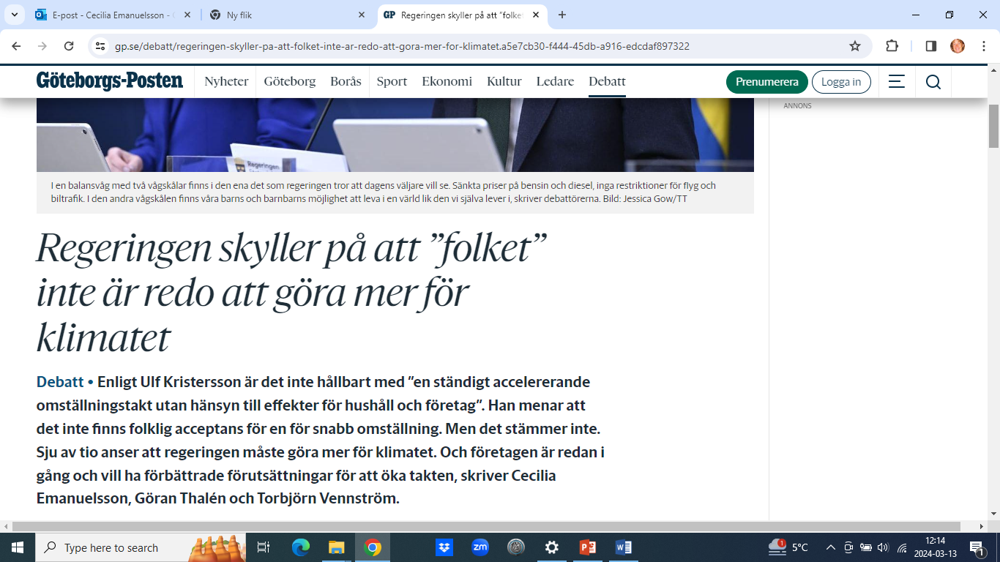 E-post - Cecilia Emanuelsson -
Ny flik
GP Regeringen skyller på att "folke
gp.se/debatt/regeringen-skyller-pa-att-folket-inte-ar-redo-att-gora-mer-for-klimatet.a5e7cb30-f444-45db-a916-edcdaf897322
Göteborgs-Posten Nyheter Göteborg Borås Sport Ekonomi Kultur Ledare Debatt Prenumerera Logga in
ANNONS
Regeringen
I en balansvåg med två vågskålar finns i den ena det som regeringen tror att dagens väljare vill se. Sänkta priser på bensin och diesel, inga restriktioner för flyg och
biltrafik. I den andra vågskålen finns våra barns och barnbarns möjlighet att leva i en värld lik den vi själva lever i, skriver debattörerna. Bild: Jessica Gow/TT
Regeringen skyller på att ”folket”
inte är redo att göra mer för
klimatet
Debatt • Enligt Ulf Kristersson är det inte hållbart med ”en ständigt accelererande
omställningstakt utan hänsyn till effekter för hushåll och företag”. Han menar att
det inte finns folklig acceptans för en för snabb omställning. Men det stämmer inte.
Sju av tio anser att regeringen måste göra mer för klimatet. Och företagen är redan i
gång och vill ha förbättrade förutsättningar för att öka takten, skriver Cecilia
Emanuelsson, Göran Thalén och Torbjörn Vennström.
Type here to search
zm
P
W
1
5°C
12:14
2024-03-13
1